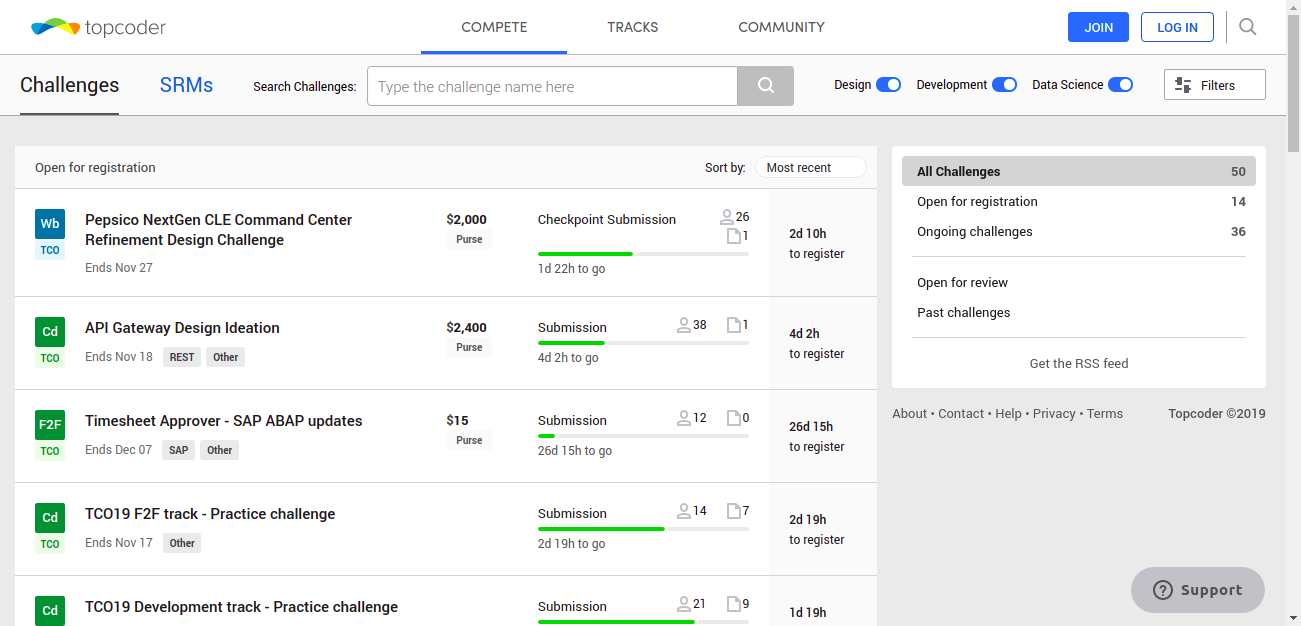 topcoder
COMPETE
TRACKS
COMMUNITY
JOIN
LOG IN
Challenges
SRMs
Search Challenges:
Type the challenge name here
Design
Development
Data Science
Filters
Open for registration
Sort by:
Most recent
Wb
TCO
Pepsico NextGen CLE Command Center
Refinement Design Challenge
Ends Nov 27
$2,000
Purse
Checkpoint Submission
26
1
1d 22h to go
2d 10h
to register
Cd
TCO
API Gateway Design Ideation
Ends Nov 18
REST
Other
$2,400
Purse
Submission
38
1
4d 2h to go
4d 2h
to register
F2F
TCO
Timesheet Approver - SAP ABAP updates
Ends Dec 07
SAP
Other
$15
Purse
Submission
12
0
26d 15h to go
26d 15h
to register
Cd
TCO
TCO19 F2F track - Practice challenge
Ends Nov 17
Other
Submission
14
7
2d 19h to go
2d 19h
to register
Cd
TCO19 Development track - Practice challenge
Submission
21
9
1d 19h
All Challenges 50
Open for registration 14
Ongoing challenges 36
Open for review
Past challenges
Get the RSS feed
About • Contact • Help • Privacy • Terms
Topcoder ©2019
Support